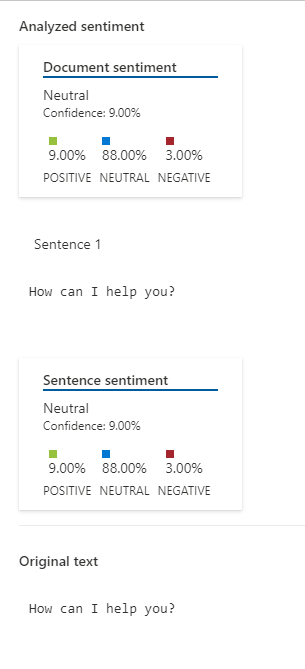 Analyzed sentiment
Document sentiment
Neutral
Confidence: 9.00%
9.00% 88.00% 3.00%
POSITIVE NEUTRAL NEGATIVE
Sentence 1
How can I help you?
Sentence sentiment
Neutral
Confidence: 9.00%
9.00% 88.00% 3.00%
POSITIVE NEUTRAL NEGATIVE
Original text
How can I help you?